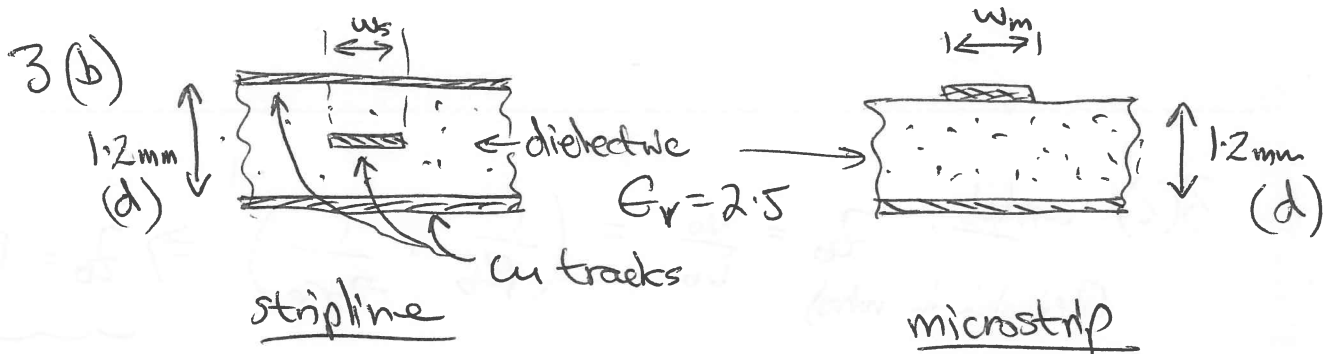 3(b)
ws
wm
1.2mm
(d)
dielectric
εr=2.5
1.2mm
(d)
cu tracks
stripline
microstrip